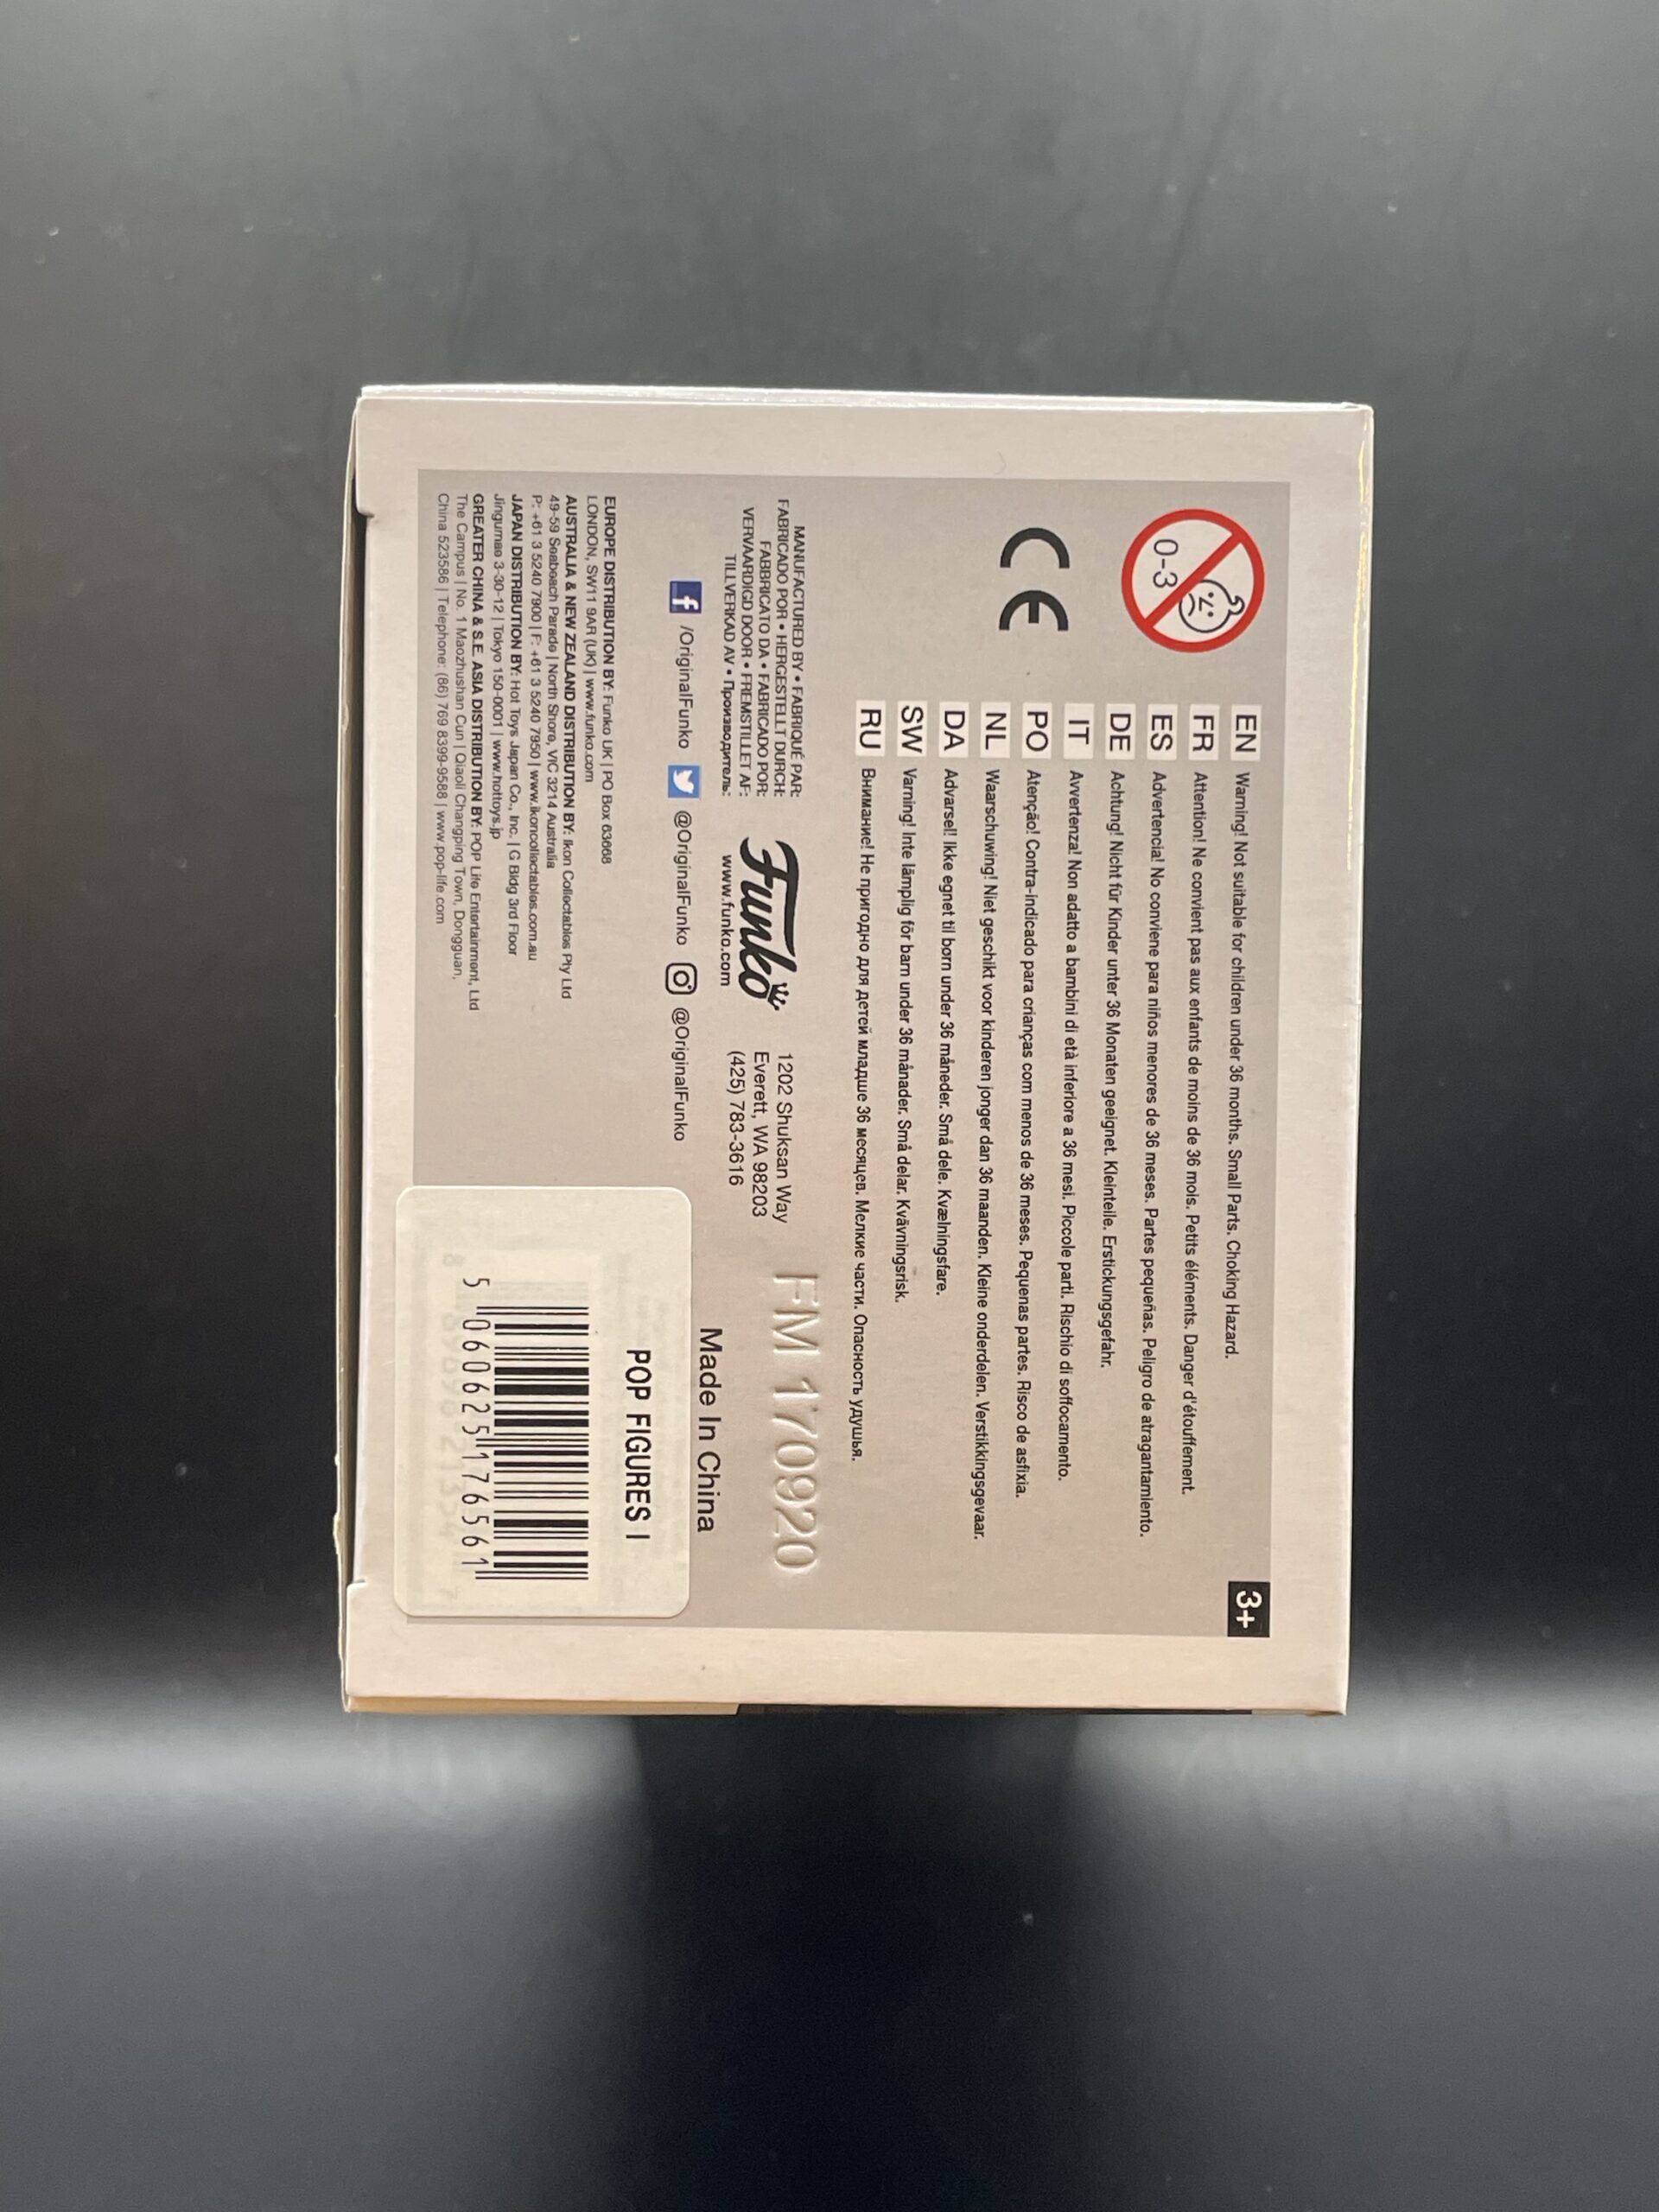 0-3
3+
EN Warning! Not suitable for children under 36 months. Small Parts. Choking Hazard.
FR Attention! Ne convient pas aux enfants de moins de 36 mois. Petits éléments. Danger d'étouffement.
ES Advertencia! No conviene para niños menores de 36 meses. Partes pequeñas. Peligro de atragantamiento.
DE Achtung! Nicht für Kinder unter 36 Monaten geeignet. Kleinteile. Erstickungsgefahr.
IT Avvertenza! Non adatto a bambini di età inferiore a 36 mesi. Piccole parti. Rischio di soffocamento.
PO Atenção! Contra-indicado para crianças com menos de 36 meses. Pequenas partes. Risco de asfixia.
NL Waarschuwing! Niet geschikt voor kinderen jonger dan 36 maanden. Kleine onderdelen. Verstikkingsgevaar.
DA Advarsel! Ikke egnet til born under 36 måneder. Små dele. Kvælningsfare.
SW Varning! Inte lämplig för barn under 36 månader. Små delar. Kvävningsrisk.
RU Внимание! Не пригодно для детей младше 36 месяцев. Мелкие части. Опасность удушья.
CE
MANUFACTURED BY • FABRIQUÉ PAR:
FABRICADO POR • HERGESTELLT DURCH:
FABBRICATO DA • FABRICADO POR:
VERVAARDIGD DOOR • FREMSTILLET AF:
TILLVERKAD AV • Производитель:
Funko
www.funko.com
1202 Shuksan Way
Everett, WA 98203
(425) 783-3616
FM 170920
/OriginalFunko @OriginalFunko @OriginalFunko
Made In China
EUROPE DISTRIBUTION BY: Funko UK | PO Box 63668
LONDON, SW11 9AR (UK) | www.funko.com
AUSTRALIA & NEW ZEALAND DISTRIBUTION BY: Ikon Collectables Pty Ltd
49-59 Seabeach Parade | North Shore, VIC 3214 Australia
P: +61 3 5240 7900 | F: +61 3 5240 7950 | www.ikoncollectables.com.au
JAPAN DISTRIBUTION BY: Hot Toys Japan Co., Inc. | G Bldg 3rd Floor
Jingumae 3-30-12 | Tokyo 150-0001 | www.hottoys.jp
GREATER CHINA & S.E. ASIA DISTRIBUTION BY: POP Life Entertainment, Ltd
The Campus | No. 1 Maozhushan Cun | Qiaoli Changping Town, Dongguan,
China 523586 | Telephone: (86) 769 8399-9588 | www.pop-life.com
POP FIGURES I
5 060625 176561